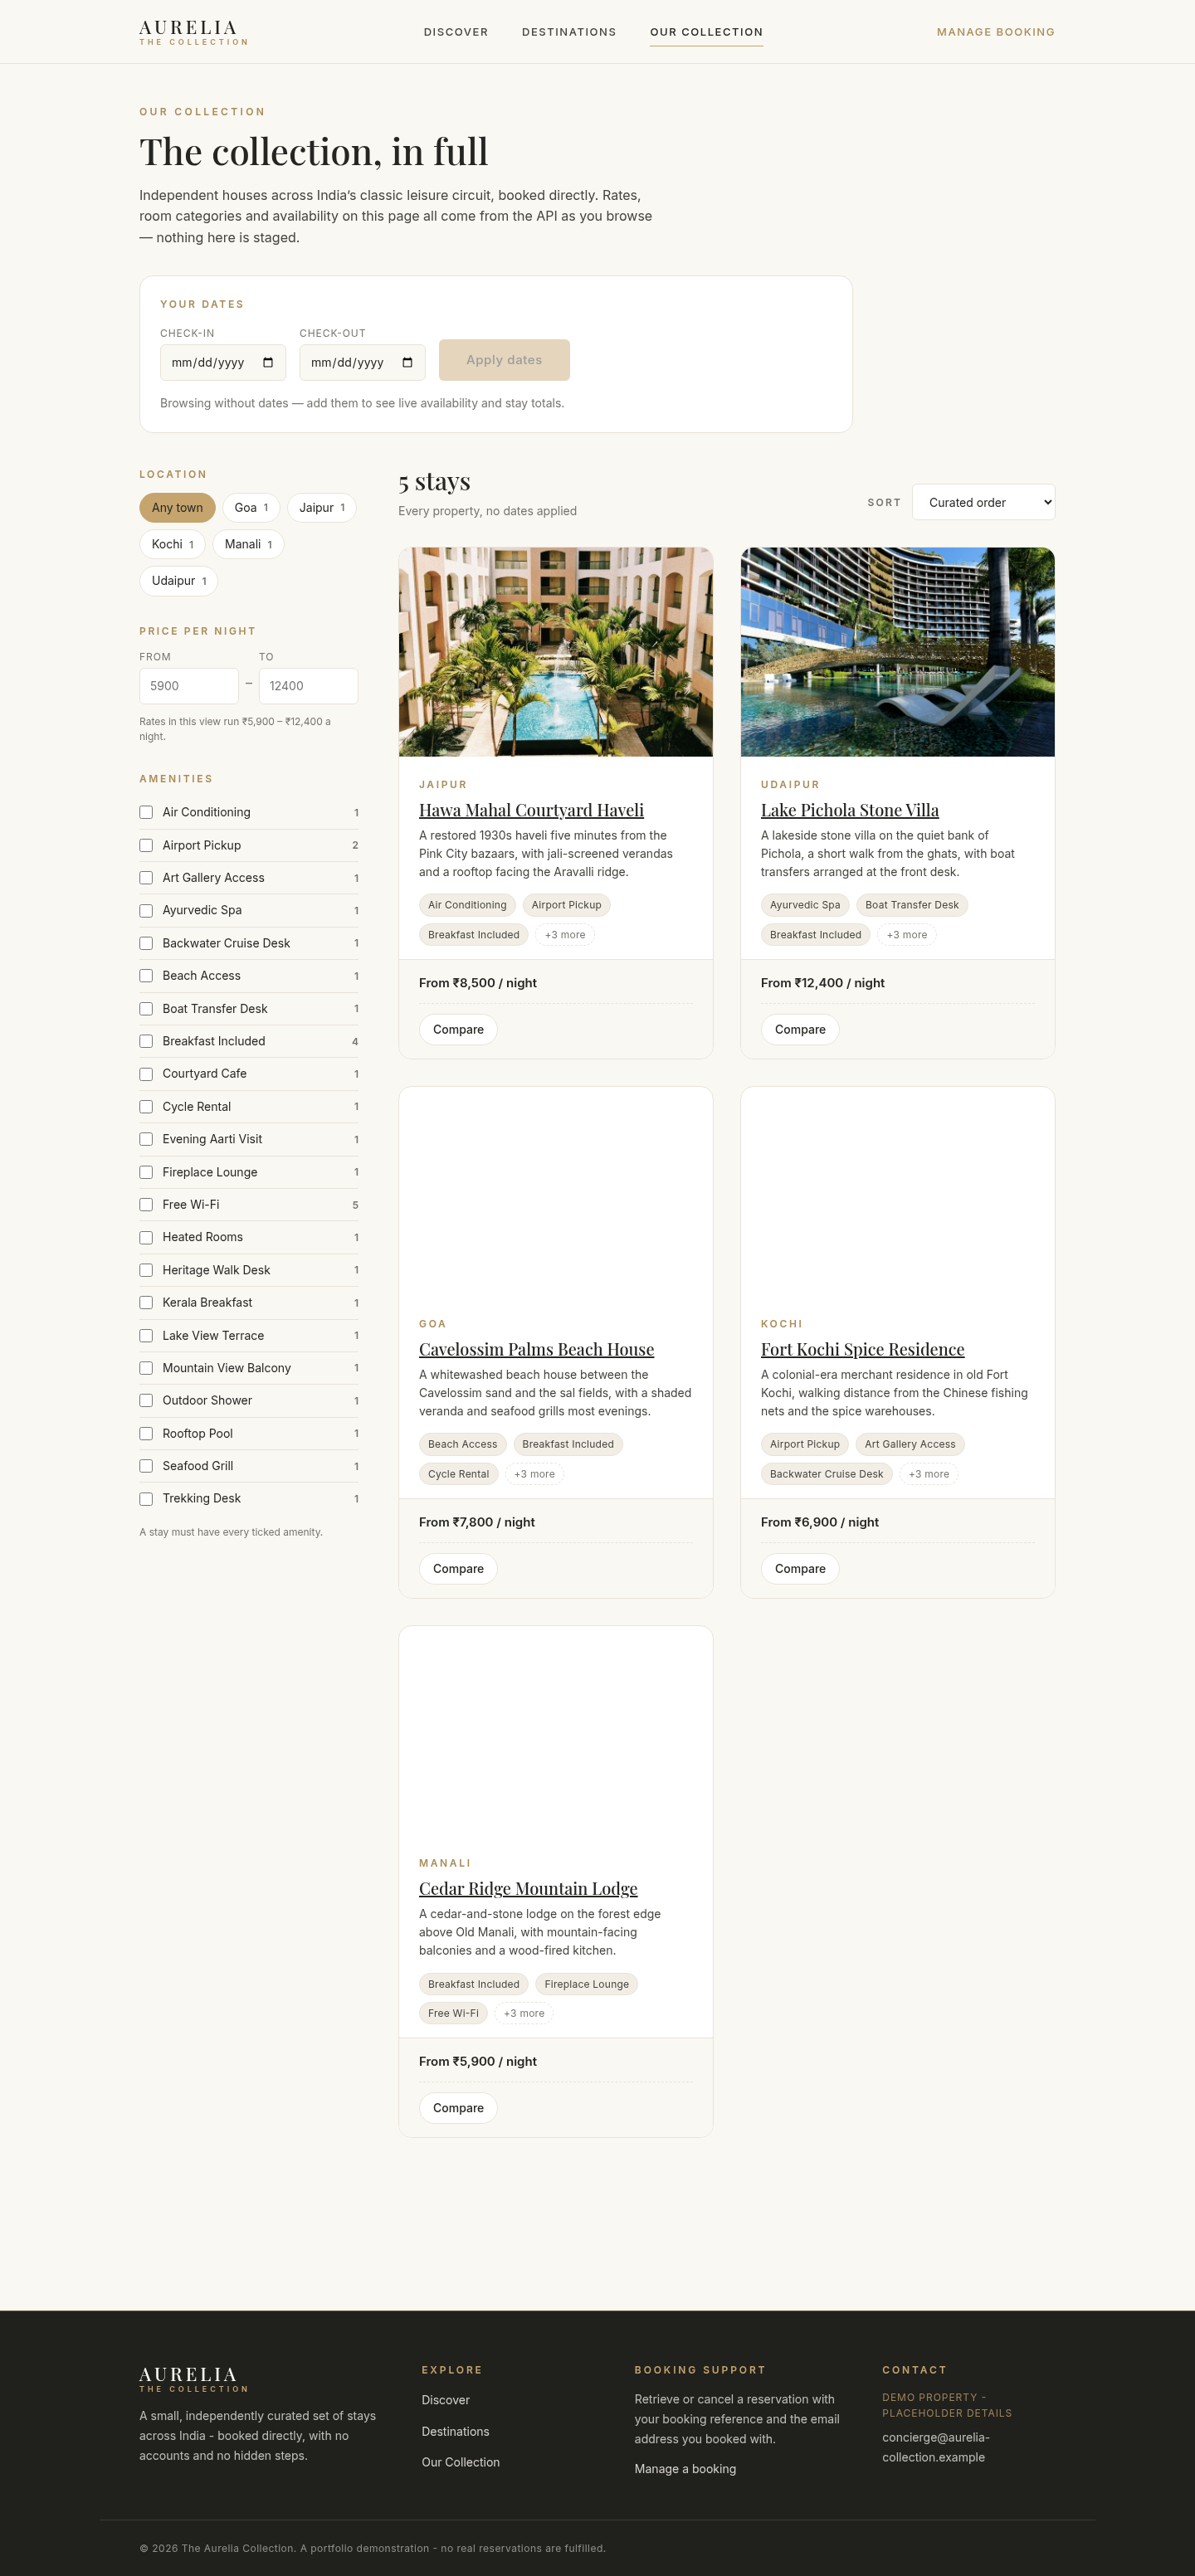 AURELIA
THE COLLECTION
DISCOVER
DESTINATIONS
OUR COLLECTION
MANAGE BOOKING
OUR COLLECTION
The collection, in full
Independent houses across India’s classic leisure circuit, booked directly. Rates,
room categories and availability on this page all come from the API as you browse
— nothing here is staged.
YOUR DATES
CHECK-IN
CHECK-OUT
mm/dd/yyyy
mm/dd/yyyy
Apply dates
Browsing without dates — add them to see live availability and stay totals.
LOCATION
Any town
Goa 1
Jaipur 1
Kochi 1
Manali 1
Udaipur 1
PRICE PER NIGHT
FROM
TO
5900
–
12400
Rates in this view run ₹5,900 – ₹12,400 a
night.
AMENITIES
Air Conditioning 1
Airport Pickup 2
Art Gallery Access 1
Ayurvedic Spa 1
Backwater Cruise Desk 1
Beach Access 1
Boat Transfer Desk 1
Breakfast Included 4
Courtyard Cafe 1
Cycle Rental 1
Evening Aarti Visit 1
Fireplace Lounge 1
Free Wi-Fi 5
Heated Rooms 1
Heritage Walk Desk 1
Kerala Breakfast 1
Lake View Terrace 1
Mountain View Balcony 1
Outdoor Shower 1
Rooftop Pool 1
Seafood Grill 1
Trekking Desk 1
A stay must have every ticked amenity.
5 stays
Every property, no dates applied
SORT
Curated order
JAIPUR
Hawa Mahal Courtyard Haveli
A restored 1930s haveli five minutes from the
Pink City bazaars, with jali-screened verandas
and a rooftop facing the Aravalli ridge.
Air Conditioning
Airport Pickup
Breakfast Included
+3 more
From ₹8,500 / night
Compare
UDAIPUR
Lake Pichola Stone Villa
A lakeside stone villa on the quiet bank of
Pichola, a short walk from the ghats, with boat
transfers arranged at the front desk.
Ayurvedic Spa
Boat Transfer Desk
Breakfast Included
+3 more
From ₹12,400 / night
Compare
GOA
Cavelossim Palms Beach House
A whitewashed beach house between the
Cavelossim sand and the sal fields, with a shaded
veranda and seafood grills most evenings.
Beach Access
Breakfast Included
Cycle Rental
+3 more
From ₹7,800 / night
Compare
KOCHI
Fort Kochi Spice Residence
A colonial-era merchant residence in old Fort
Kochi, walking distance from the Chinese fishing
nets and the spice warehouses.
Airport Pickup
Art Gallery Access
Backwater Cruise Desk
+3 more
From ₹6,900 / night
Compare
MANALI
Cedar Ridge Mountain Lodge
A cedar-and-stone lodge on the forest edge
above Old Manali, with mountain-facing
balconies and a wood-fired kitchen.
Breakfast Included
Fireplace Lounge
Free Wi-Fi
+3 more
From ₹5,900 / night
Compare
AURELIA
THE COLLECTION
A small, independently curated set of stays
across India - booked directly, with no
accounts and no hidden steps.
EXPLORE
Discover
Destinations
Our Collection
BOOKING SUPPORT
Retrieve or cancel a reservation with
your booking reference and the email
address you booked with.
Manage a booking
CONTACT
DEMO PROPERTY -
PLACEHOLDER DETAILS
concierge@aurelia-
collection.example
© 2026 The Aurelia Collection. A portfolio demonstration - no real reservations are fulfilled.